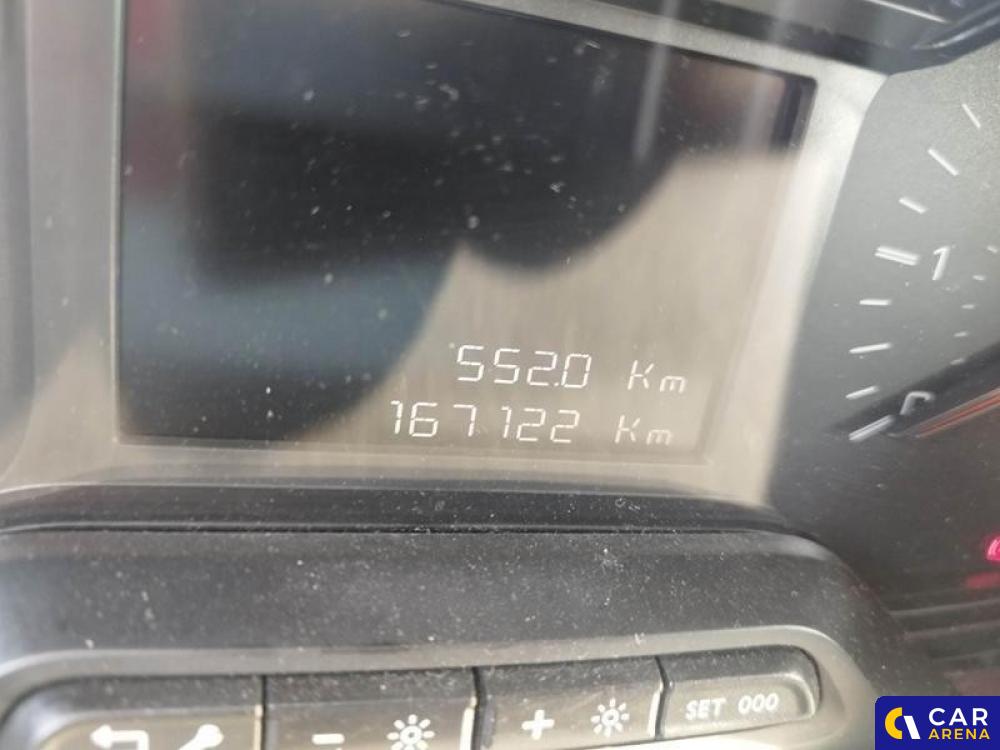 552.0 Km
167122 Km
1
- +
SET 000
CAR
ARENA